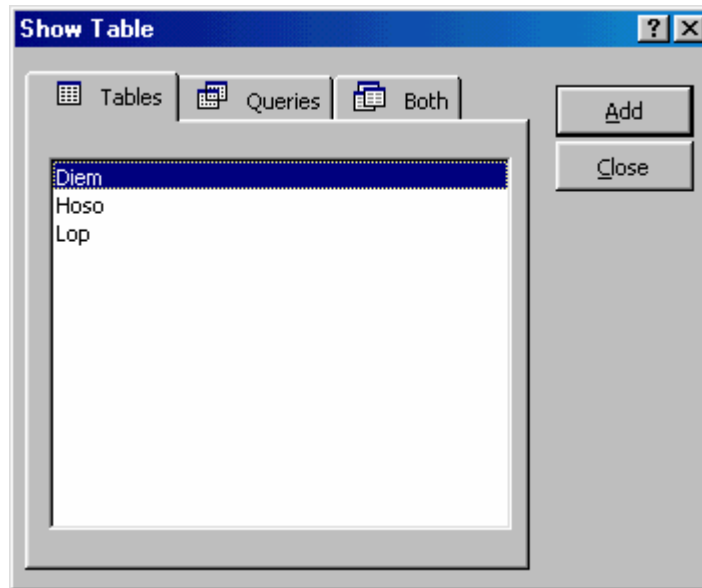 Show Table
Tables Queries Both
Add
Close
Diem
Hoso
Lop